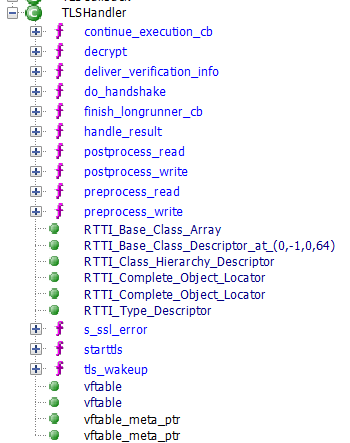 TLSHandler
continue_execution_cb
decrypt
deliver_verification_info
do_handshake
finish_longrunner_cb
handle_result
postprocess_read
postprocess_write
preprocess_read
preprocess_write
RTTI_Base_Class_Array
RTTI_Base_Class_Descriptor_at_(0,-1,0,64)
RTTI_Class_Hierarchy_Descriptor
RTTI_Complete_Object_Locator
RTTI_Complete_Object_Locator
RTTI_Type_Descriptor
s_ssl_error
starttls
tls_wakeup
vftable
vftable
vftable_meta_ptr
vftable_meta_ptr